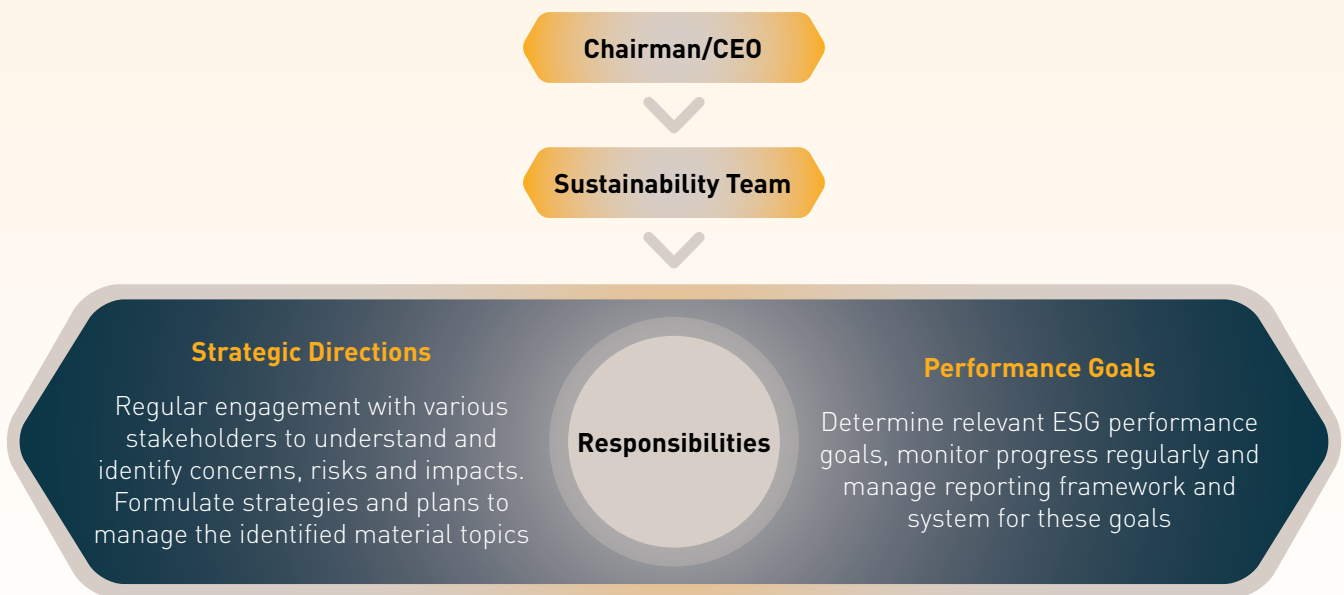 Chairman/CEO
Sustainability Team
Strategic Directions
Regular engagement with various
stakeholders to understand and
identify concerns, risks and impacts.
Formulate strategies and plans to
manage the identified material topics
Responsibilities
Performance Goals
Determine relevant ESG performance
goals, monitor progress regularly and
manage reporting framework and
system for these goals